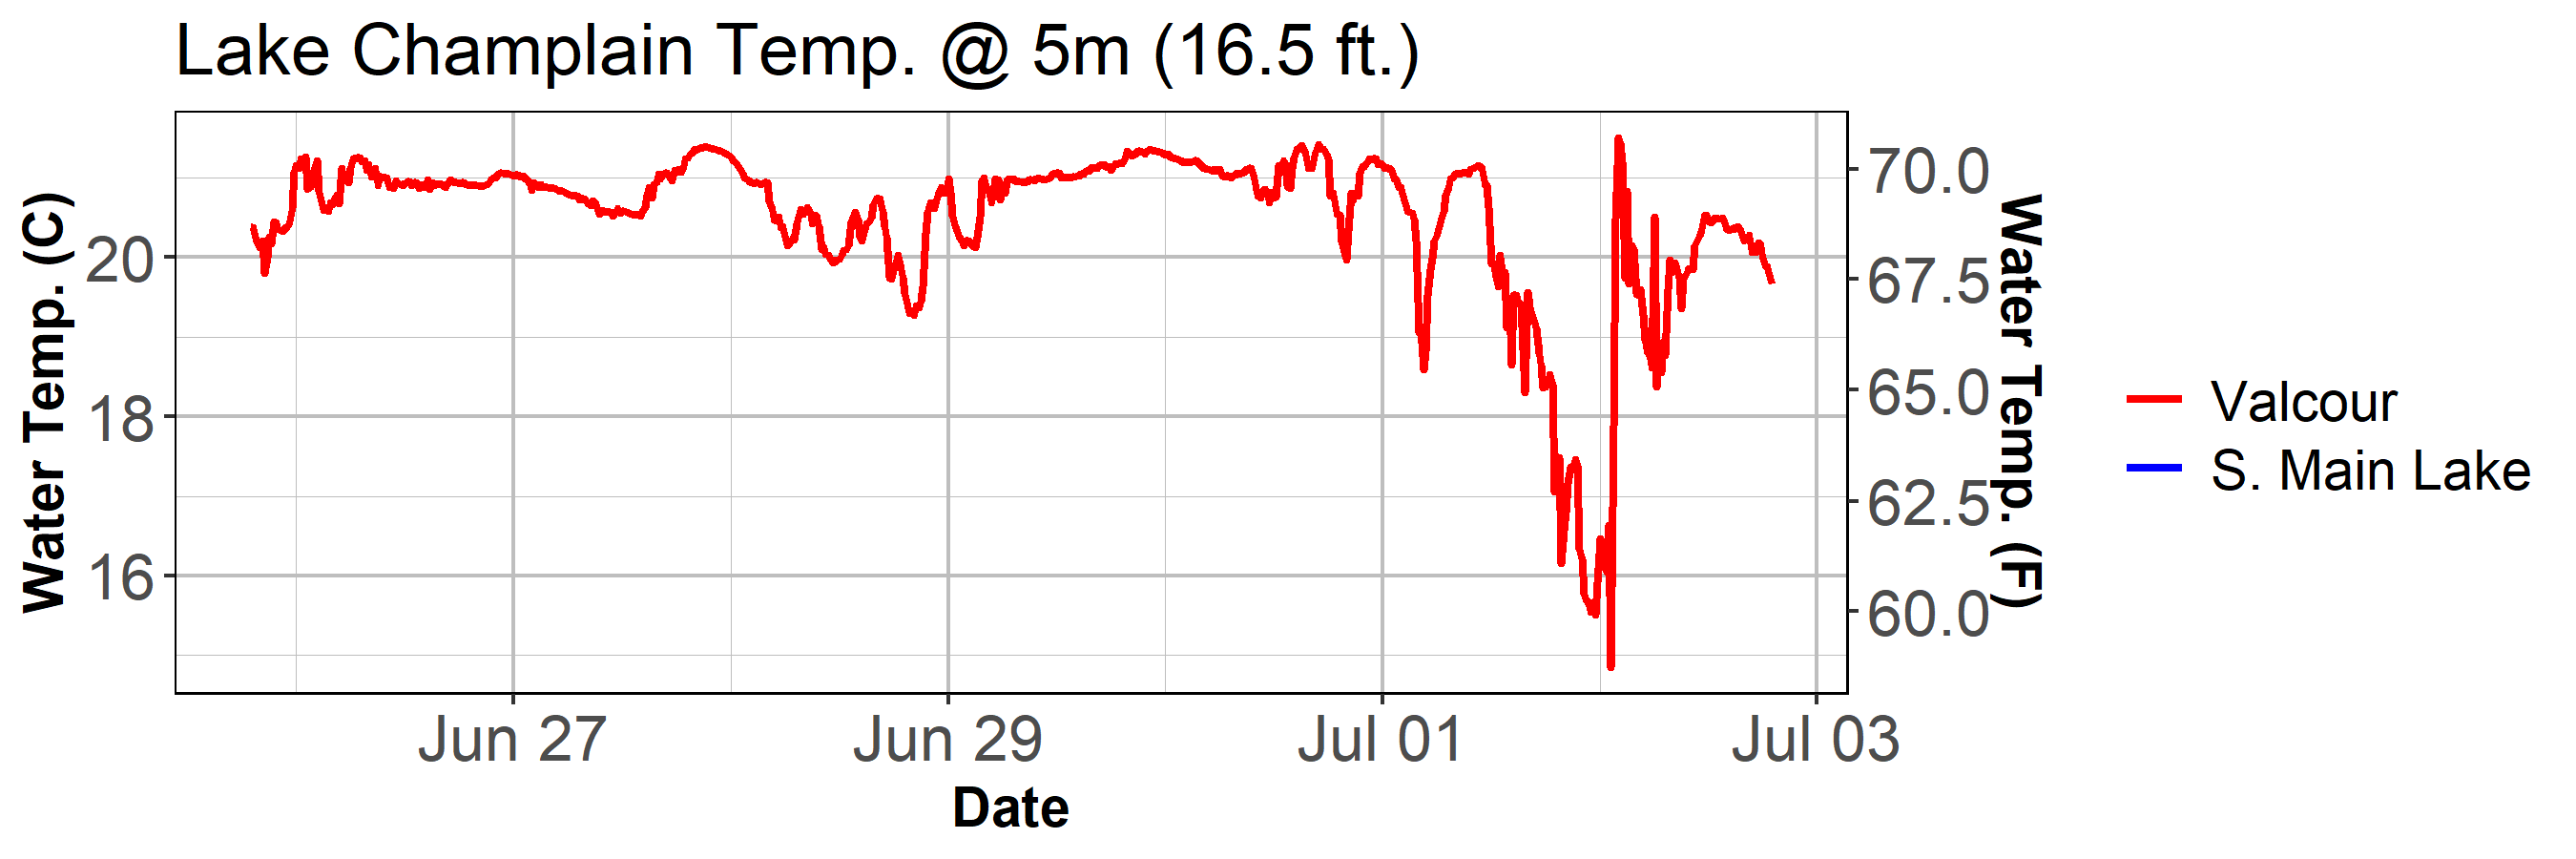 Lake Champlain Temp. @ 5m (16.5 ft.)
Water Temp. (C)
20
18
16
70.0
67.5
65.0
62.5
60.0
Water Temp. (F)
Jun 27
Jun 29
Jul 01
Jul 03
Date
Valcour
S. Main Lake